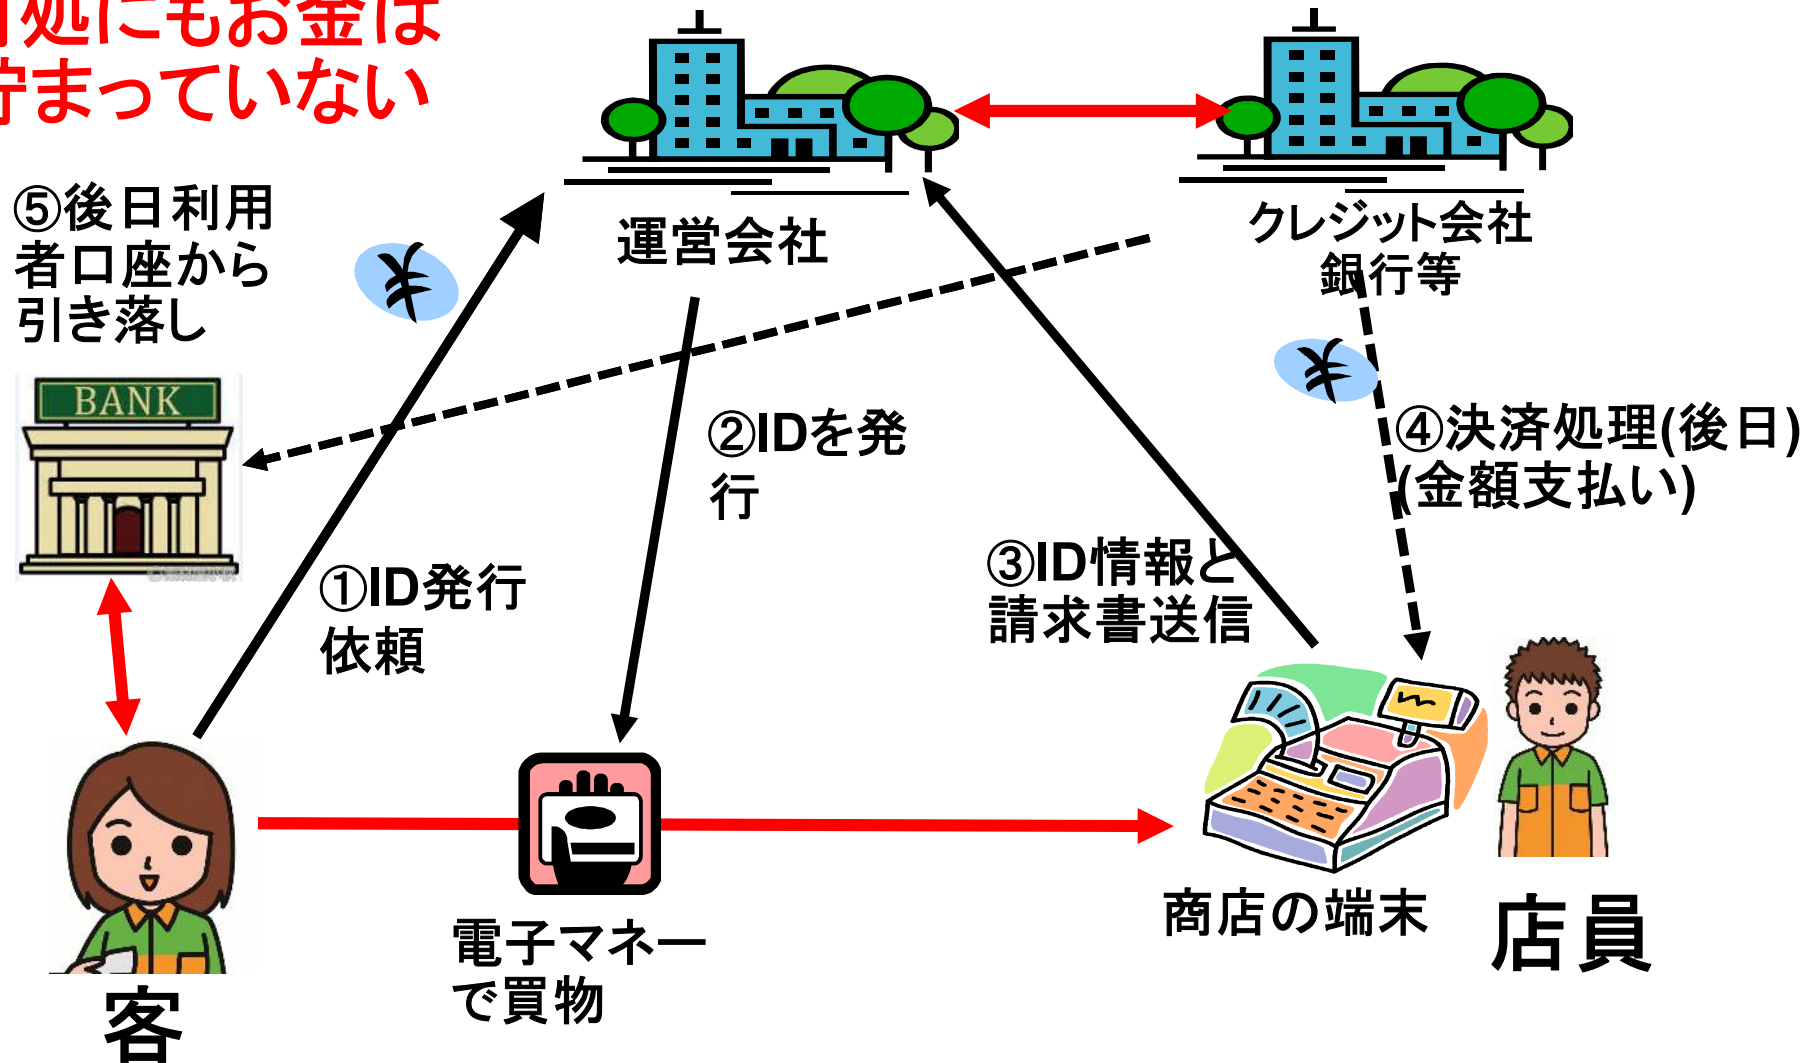 処にもお金は
貯まっていない
⑤後日利用
者口座から
引き落し
運営会社
クレジット会社
銀行等
BANK
②IDを発
行
④決済処理(後日)
(金額支払い)
①ID発行
依頼
③ID情報と
請求書送信
電子マネー
で買物
商店の端末
店員
客